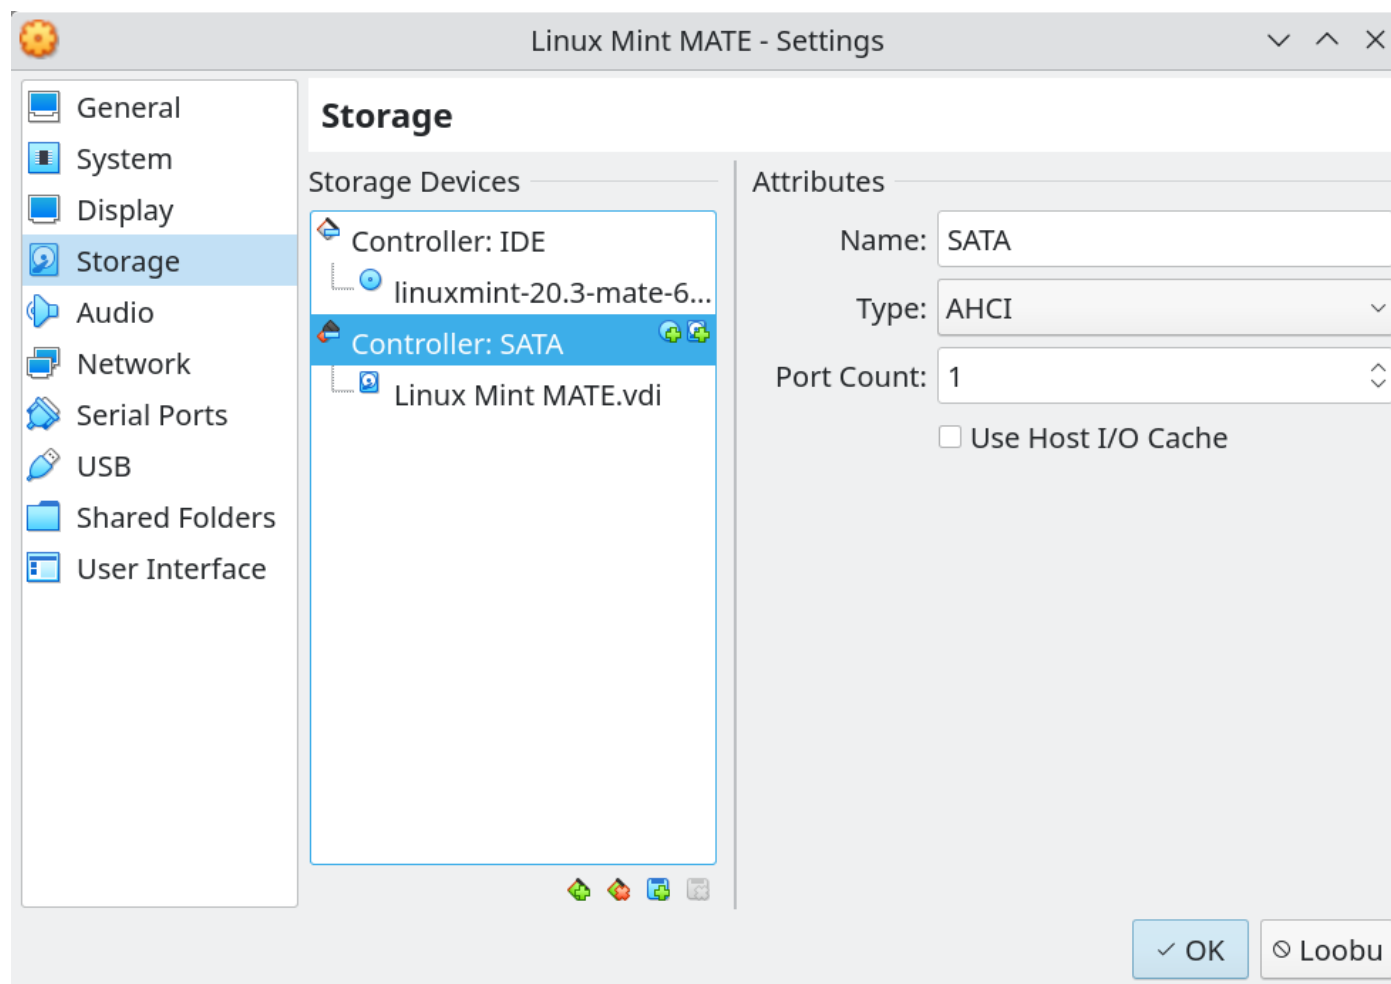 Linux Mint MATE - Settings
General
System
Display
Storage
Audio
Network
Serial Ports
USB
Shared Folders
User Interface
Storage
Storage Devices
Controller: IDE
linuxmint-20.3-mate-6...
Controller: SATA
Linux Mint MATE.vdi
Attributes
Name: SATA
Type: AHCI
Port Count: 1
Use Host I/O Cache
OK
Loobu